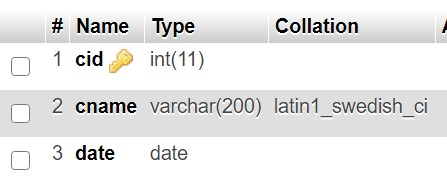 # Name Type Collation
1 cid int(11)
2 cname varchar(200) latin1_swedish_ci
3 date date